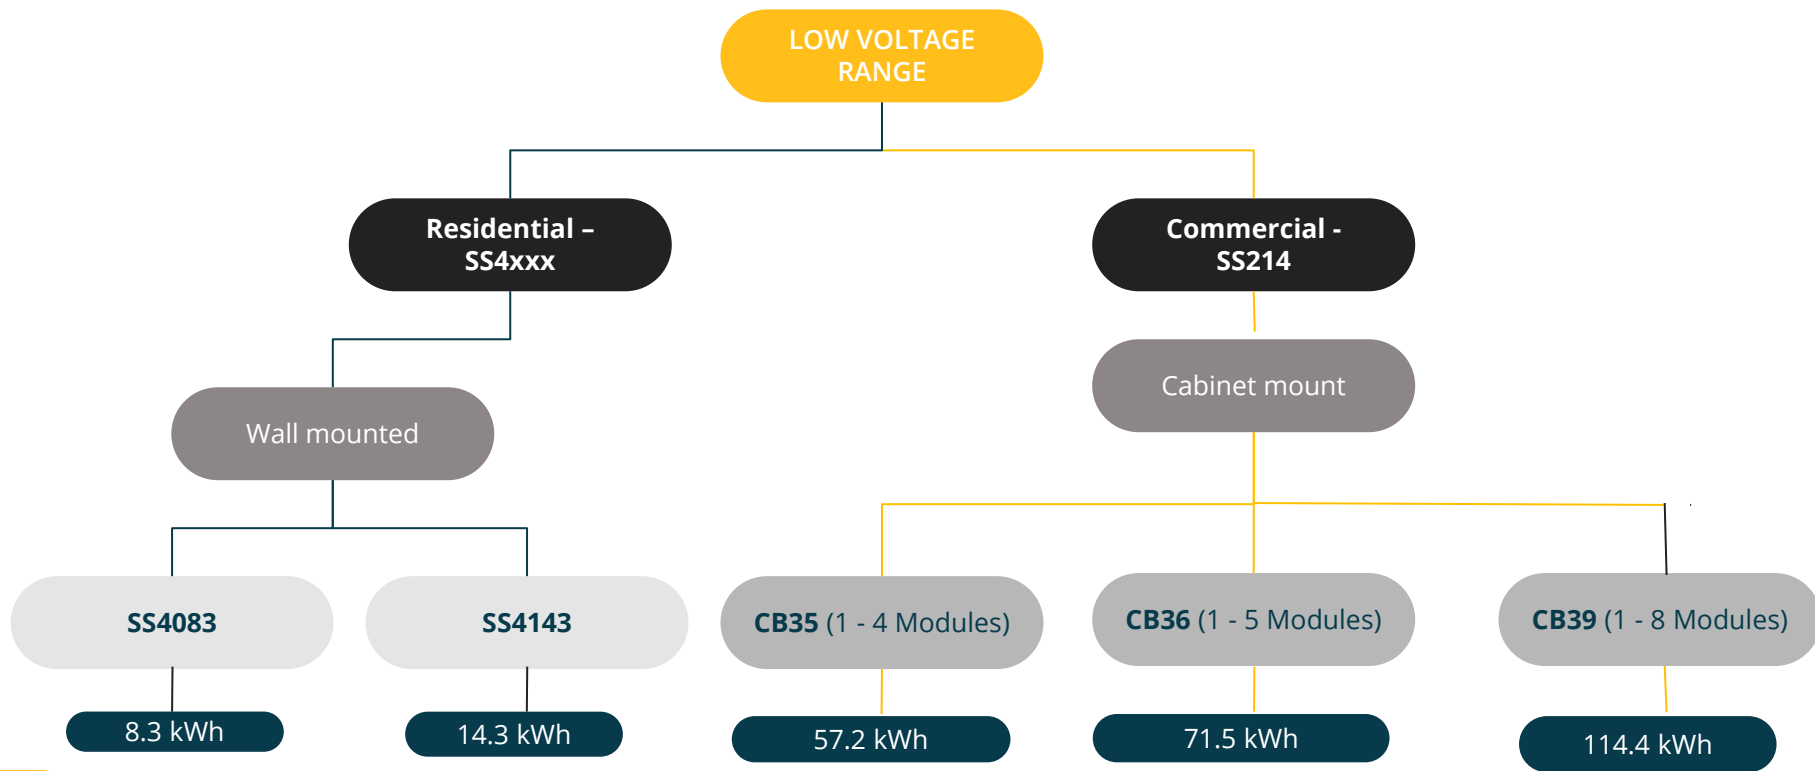 LOW VOLTAGE
RANGE
Residential –
SS4xxx
Commercial -
SS214
Wall mounted
Cabinet mount
SS4083
SS4143
CB35 (1 - 4 Modules)
CB36 (1 - 5 Modules)
CB39 (1 - 8 Modules)
8.3 kWh
14.3 kWh
57.2 kWh
71.5 kWh
114.4 kWh